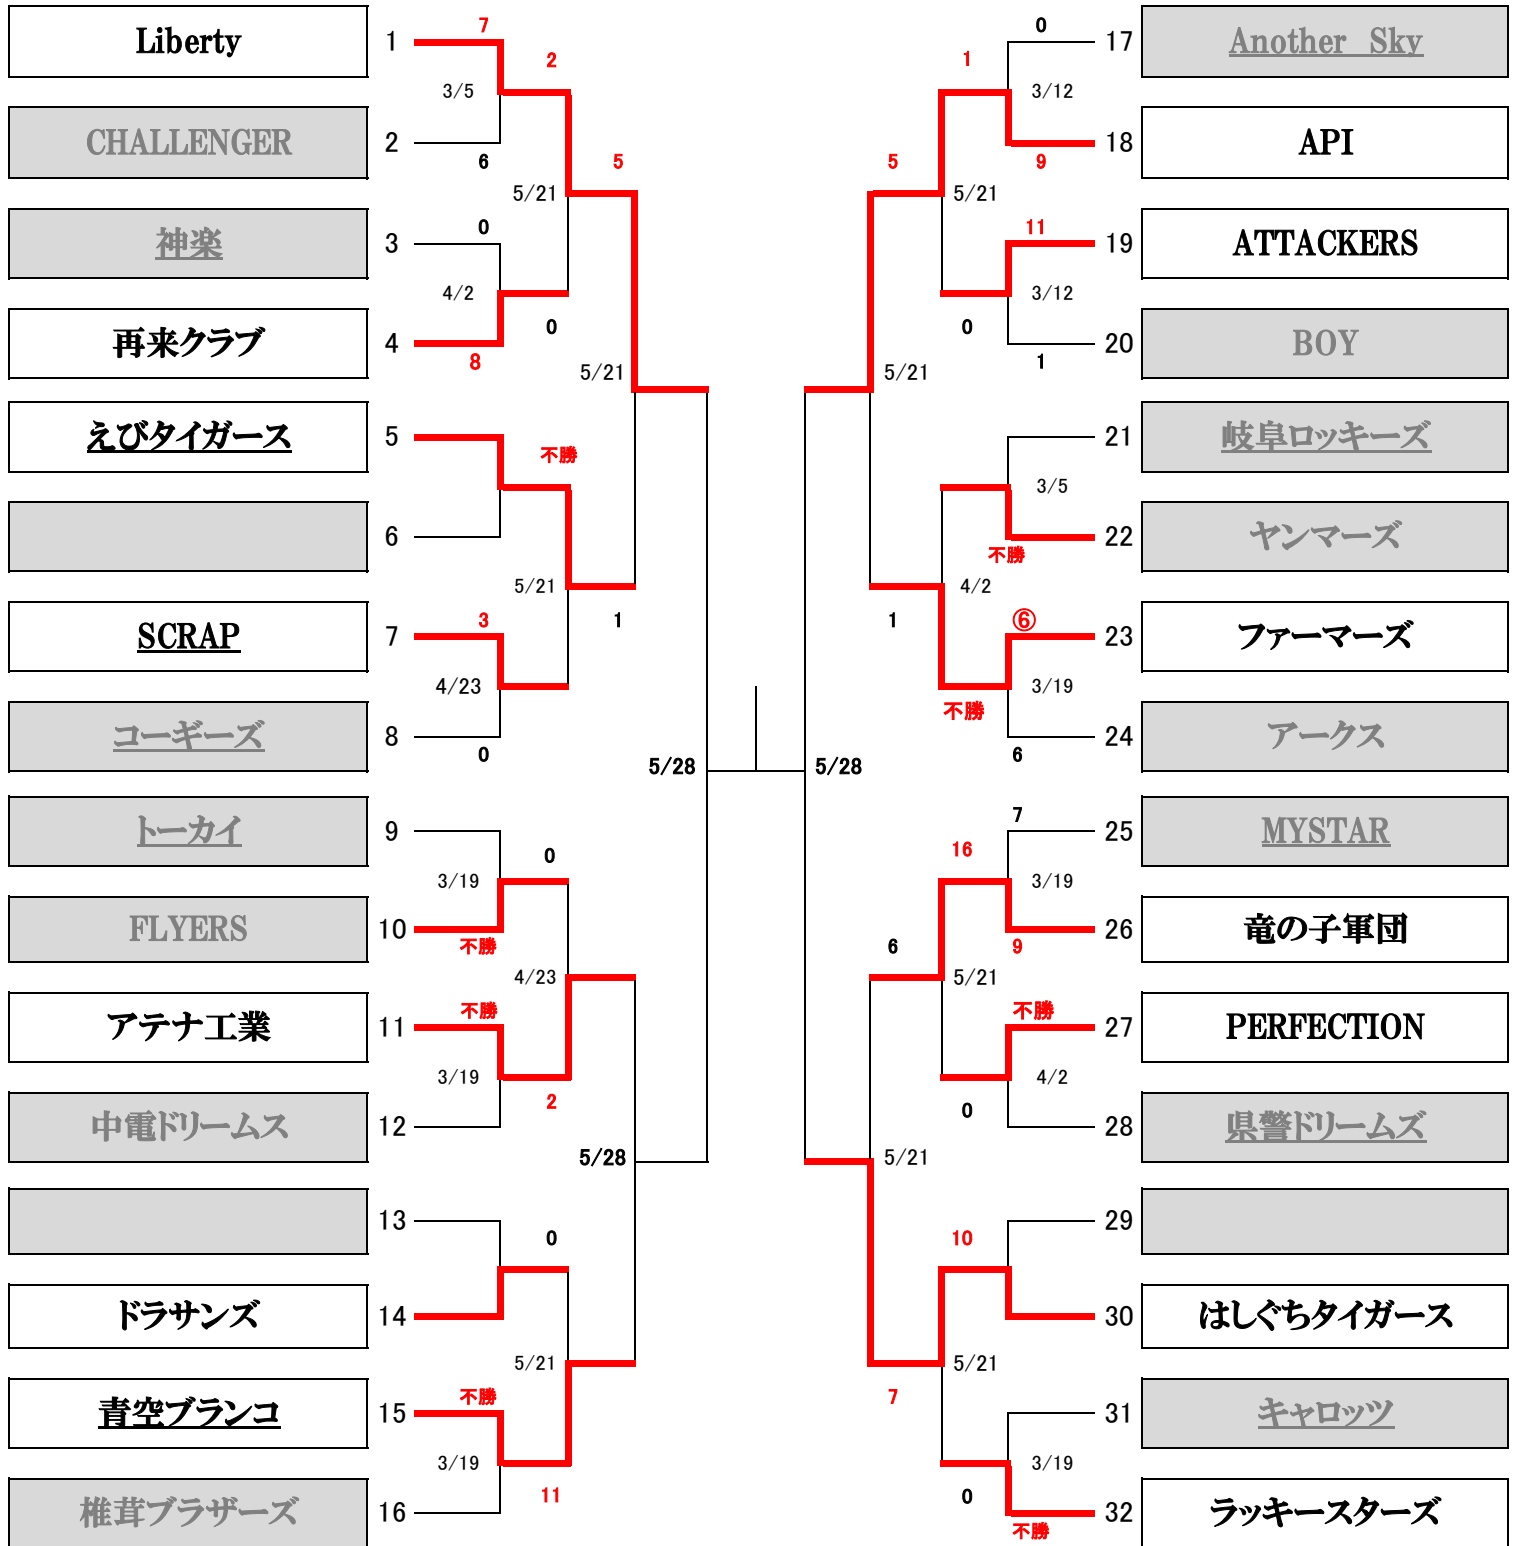 Liberty 1 7
2
3/5
CHALLENGER 2 6
5
5/21
神楽 3 0
4/2
0
再来クラブ 4 8
5/21
えびタイガース 5
不勝
6
5/21
1
SCRAP 7 3
4/23
コーギーズ 8 0
5/28
トーカイ 9
0
3/19
FLYERS 10 不勝
4/23
アテナ工業 11 不勝
3/19
2
中電ドリームス 12
5/28
13
0
ドラサンズ 14
5/21
青空ブランコ 15 不勝
3/19
11
椎茸ブラザーズ 16
0 17 Another Sky
1
3/12
9 18 API
5
5/21
11 19 ATTACKERS
3/12
0
1 20 BOY
5/21
21 岐阜ロッキーズ
3/5
不勝 22 ヤンマーズ
4/2
1
⑥ 23 ファーマーズ
3/19
不勝
6 24 アークス
5/28
7 25 MYSTAR
16
3/19
9 26 竜の子軍団
6
5/21
不勝 27 PERFECTION
4/2
0
28 県警ドリームズ
5/21
29
10
30 はしぐちタイガース
5/21
7
31 キャロッツ
3/19
0
不勝 32 ラッキースターズ